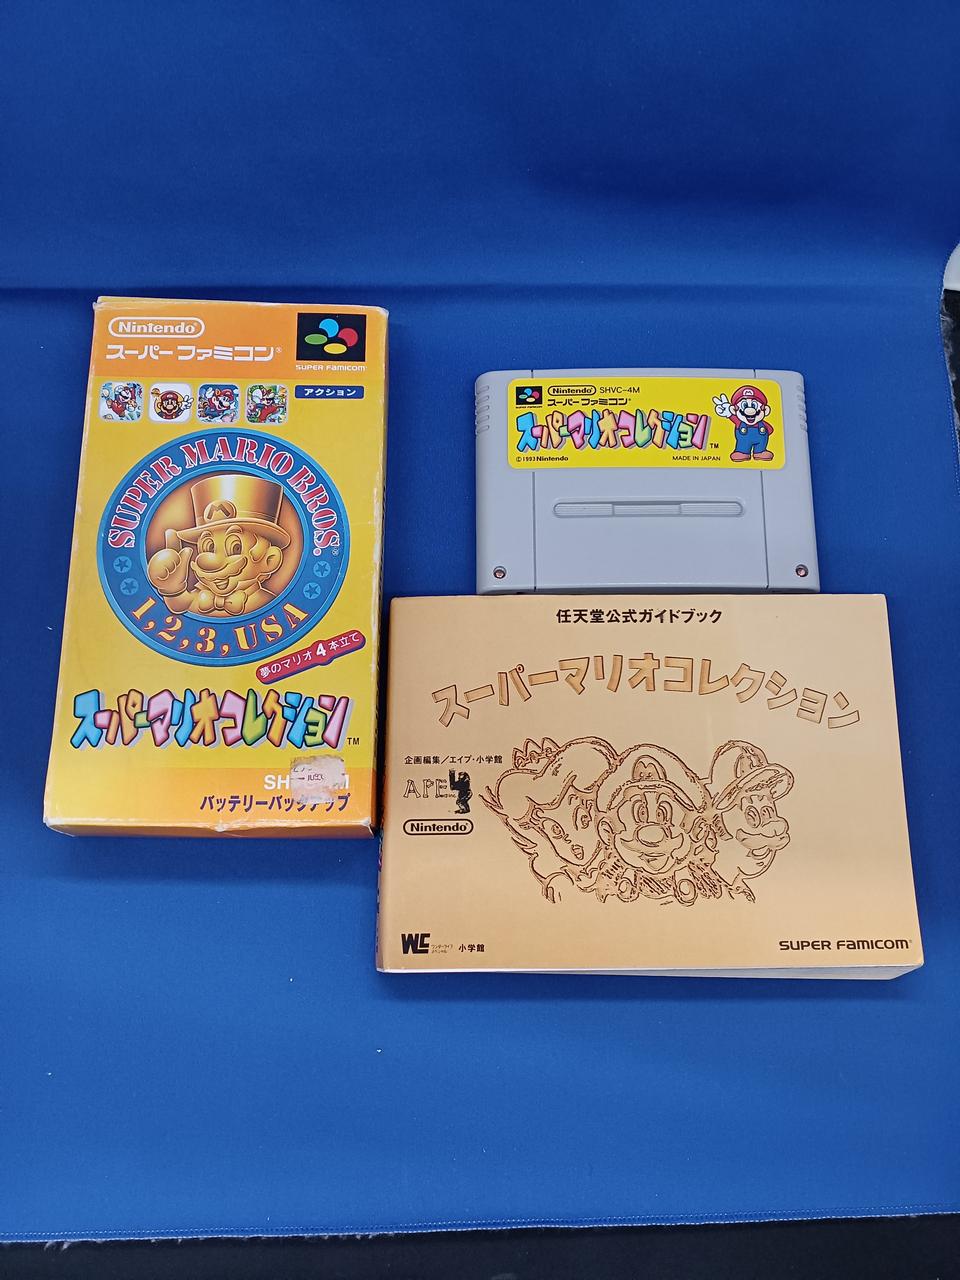 Nintendo
スーパーファミコン
SUPER FAMICOM
アクション
SUPER MARIO BROS.
1, 2, 3, USA
夢のマリオ4本立て
スーパーマリオコレクション™
バッテリーバックアップ
Nintendo SHVC-4M
SUPER FAMICOM
スーパーファミコン
スーパーマリオコレクション™
©1993 Nintendo
MADE IN JAPAN
任天堂公式ガイドブック
スーパーマリオコレクション
企画編集/エイプ・小学館
APE
Nintendo
小学館
SUPER FAMICOM